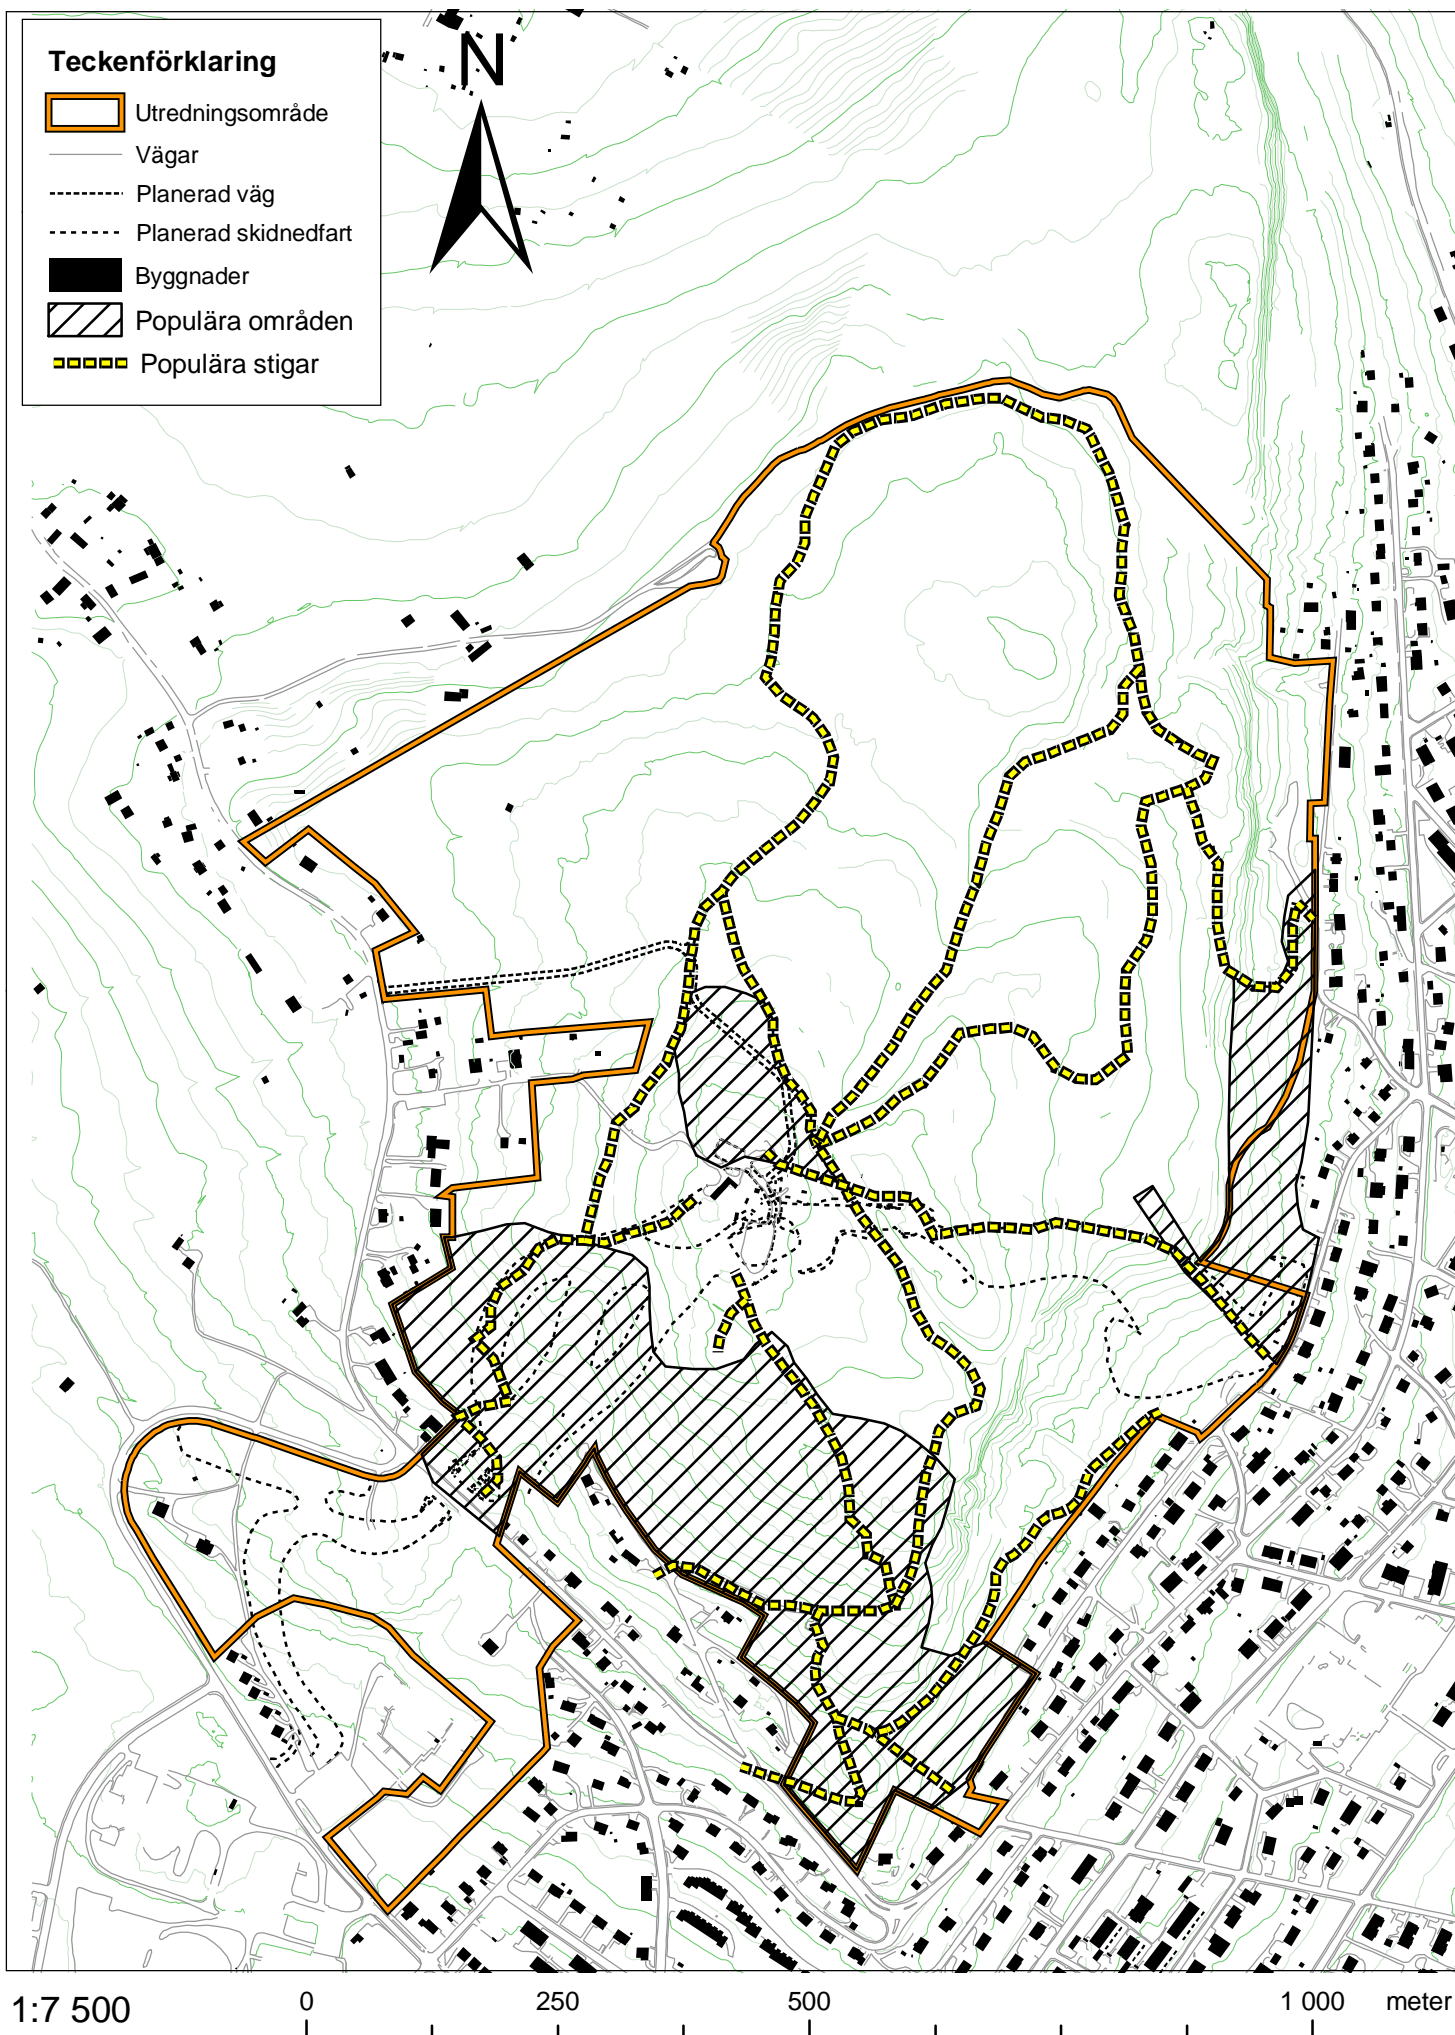 Teckenförklaring
Utredningsområde
Vägar
Planerad väg
Planerad skidnedfart
Byggnader
Populära områden
Populära stigar
N
1:7 500
0 250 500 1 000 meter